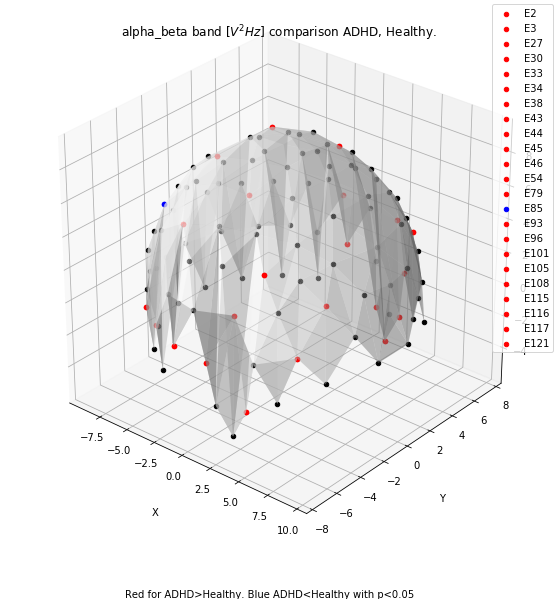 alpha_beta band [V²Hz] comparison ADHD, Healthy.
E2
E3
E27
E30
E33
E34
E38
E43
E44
E45
E46
E54
E79
E85
E93
E96
E101
E105
E108
E115
E116
E117
E121
−7.5
−5.0
−2.5
0.0
2.5
5.0
7.5
10.0
X
−8
−6
−4
−2
0
2
4
6
8
Y
Red for ADHD>Healthy. Blue ADHD<Healthy with p<0.05